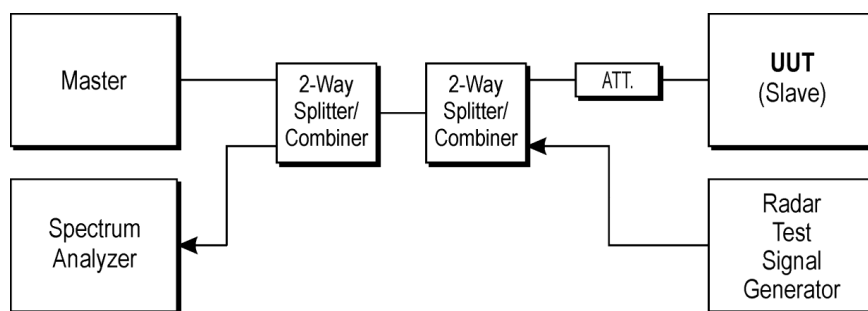 Master
2-Way
Splitter/
Combiner
2-Way
Splitter/
Combiner
ATT.
UUT
(Slave)
Spectrum
Analyzer
Radar
Test
Signal
Generator